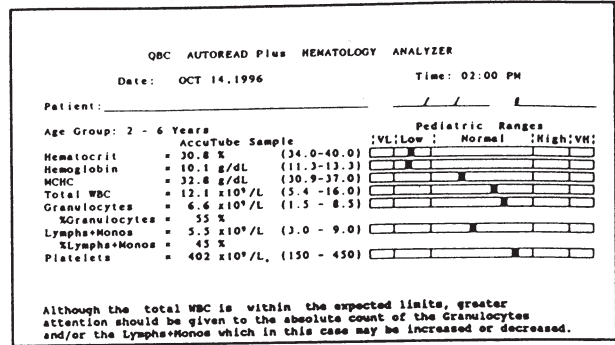 QBC AUTOREAD Plus HEMATOLOGY ANALYZER
Date: OCT 14,1996 Time: 02:00 PM
Patient:
Age Group: 2 - 6 Years Pediatric Ranges
AccuTube Sample VL Low Normal High VH
Hematocrit = 30.8 % (34.0-40.0)
Hemoglobin = 10.1 g/dL (11.3-13.3)
MCHC = 32.8 g/dL (30.9-37.0)
Total WBC = 12.1 x10⁹/L (5.4 -16.0)
Granulocytes = 6.6 x10⁹/L (1.5 - 8.5)
%Granulocytes = 55 %
Lymphs+Monos = 5.5 x10⁹/L (3.0 - 9.0)
%Lymphs+Monos = 45 %
Platelets = 402 x10⁹/L. (150 - 450)
Although the total WBC is within the expected limits, greater
attention should be given to the absolute count of the Granulocytes
and/or the Lymphs+Monos which in this case may be increased or decreased.